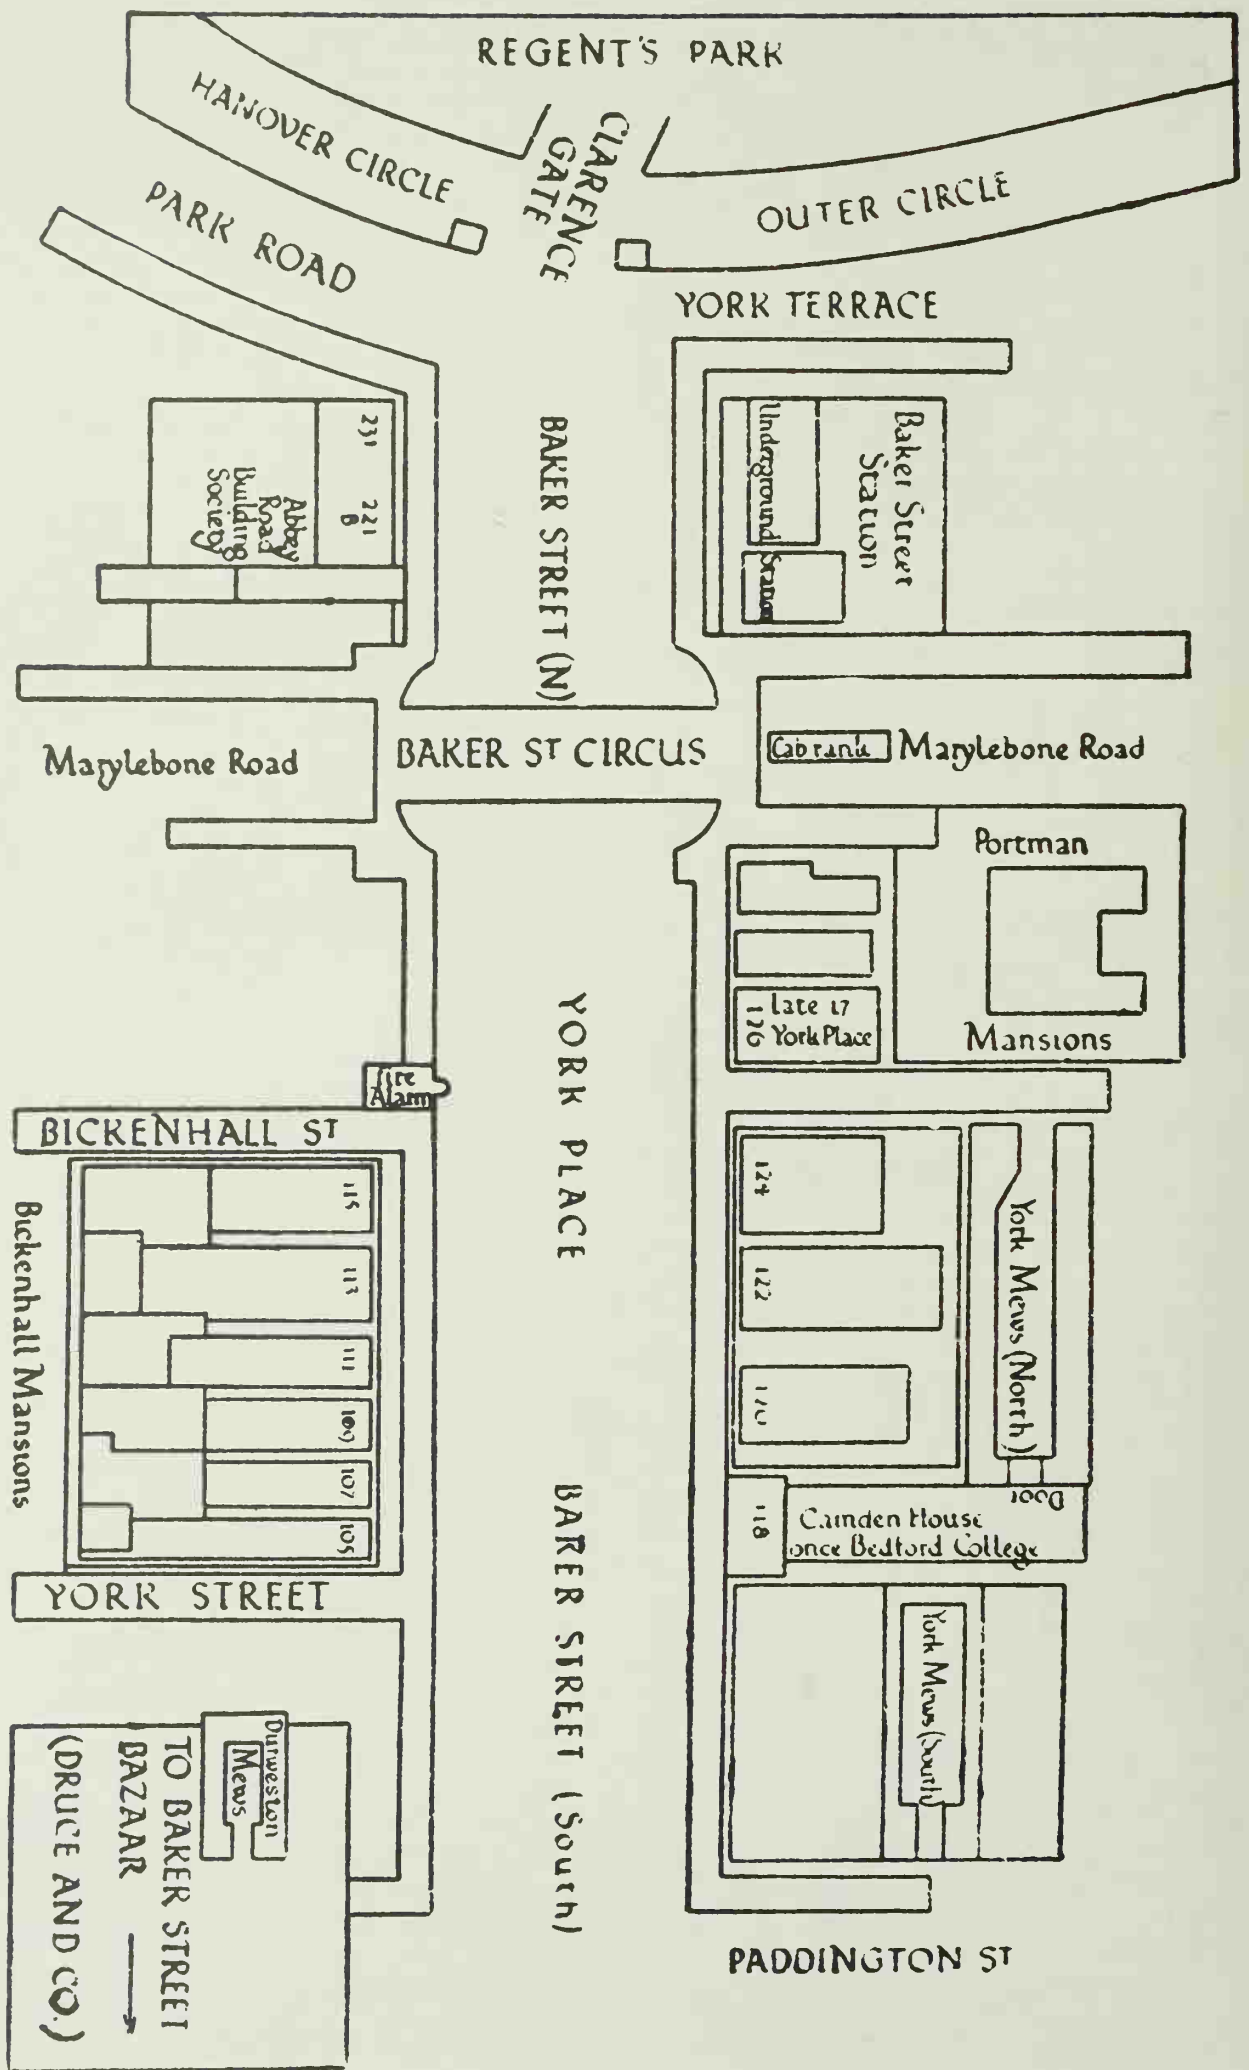 REGENT'S PARK
HANOVER CIRCLE
CLARENCE
GATE
OUTER CIRCLE
PARK ROAD
YORK TERRACE
231
221
B
Abbey
Road
Building
Society
BAKER STREET (N)
Underground Station
Baker Street
Station
Marylebone Road
BAKER ST CIRCUS
Cab rank
Marylebone Road
Portman
Mansions
126
late 17
York Place
YORK PLACE
Fire
Alarm
BICKENHALL ST
115
113
111
109
107
105
Bickenhall Mansions
124
122
120
York Mews (North)
Door
118
Camden House
once Bedford College
YORK STREET
BAKER STREET (South)
York Mews (South)
Durweston
Mews
TO BAKER STREET
BAZAAR
(DRUCE AND CO.)
PADDINGTON ST